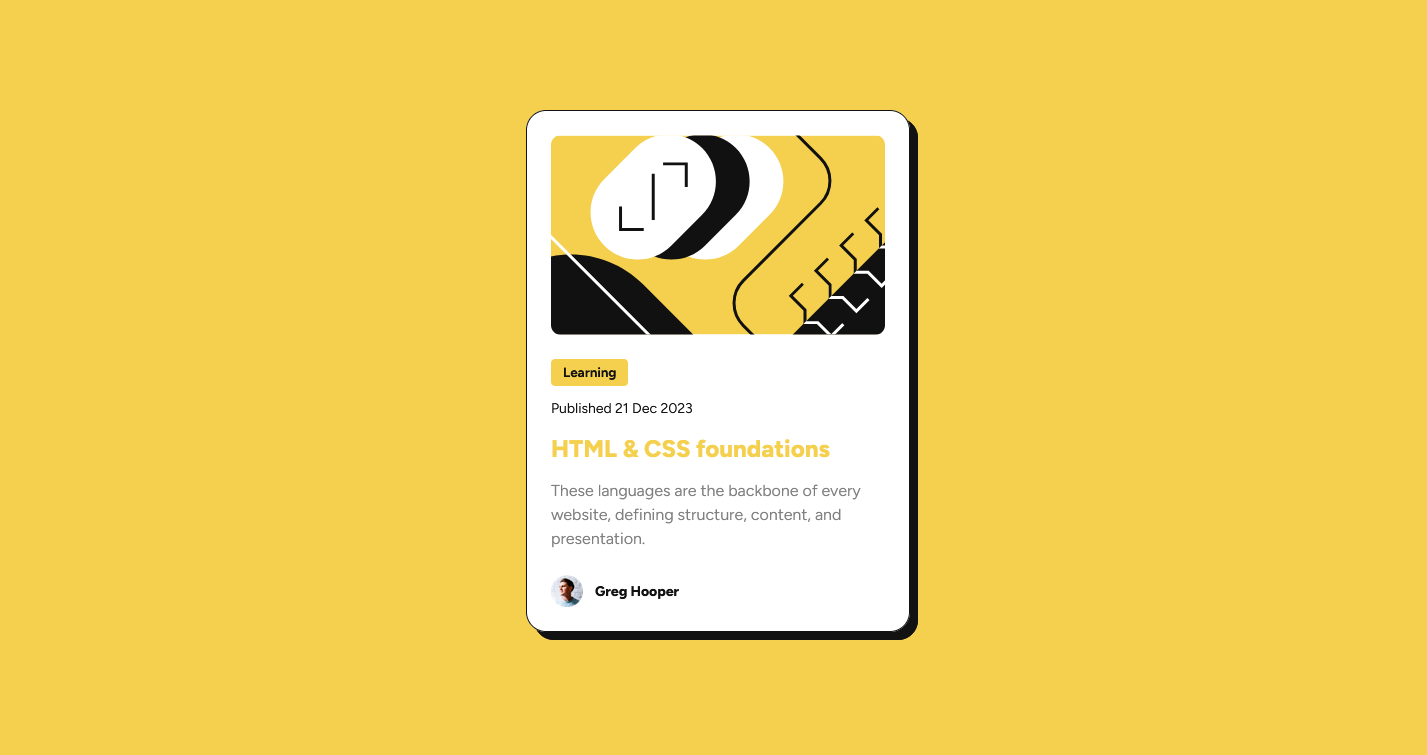 Learning
Published 21 Dec 2023
HTML & CSS foundations
These languages are the backbone of every
website, defining structure, content, and
presentation.
Greg Hooper